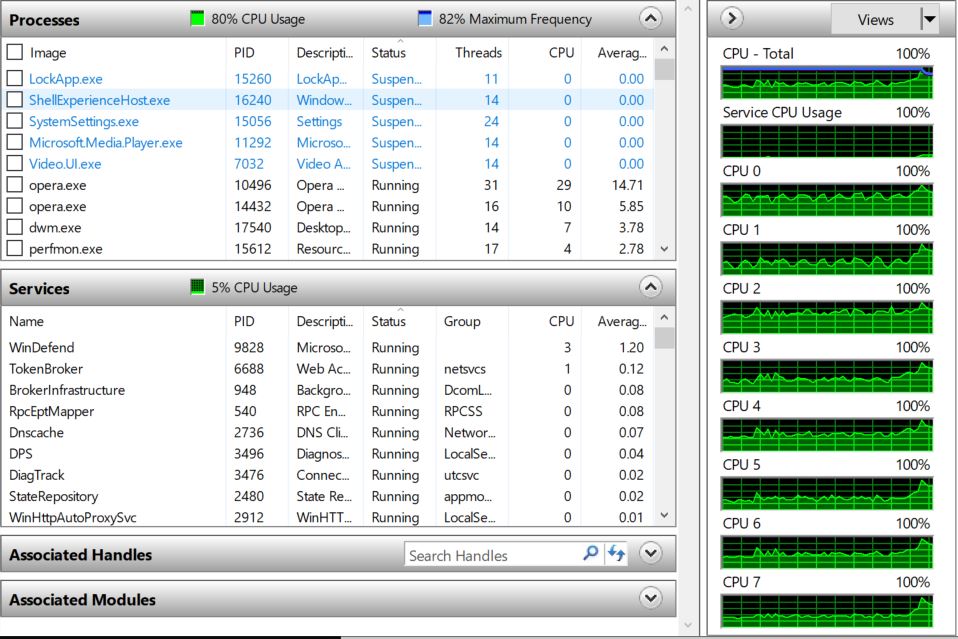 Processes 80% CPU Usage 82% Maximum Frequency
Image PID Descripti... Status Threads CPU Averag...
LockApp.exe 15260 LockAp... Suspen... 11 0 0.00
ShellExperienceHost.exe 16240 Window... Suspen... 14 0 0.00
SystemSettings.exe 15056 Settings Suspen... 24 0 0.00
Microsoft.Media.Player.exe 11292 Microso... Suspen... 14 0 0.00
Video.UI.exe 7032 Video A... Suspen... 14 0 0.00
opera.exe 10496 Opera ... Running 31 29 14.71
opera.exe 14432 Opera ... Running 16 10 5.85
dwm.exe 17540 Desktop... Running 14 7 3.78
perfmon.exe 15612 Resourc... Running 17 4 2.78
Services 5% CPU Usage
Name PID Descripti... Status Group CPU Averag...
WinDefend 9828 Microso... Running 3 1.20
TokenBroker 6688 Web Ac... Running netsvcs 1 0.12
BrokerInfrastructure 948 Backgro... Running DcomL... 0 0.08
RpcEptMapper 540 RPC En... Running RPCSS 0 0.08
Dnscache 2736 DNS Cli... Running Networ... 0 0.07
DPS 3496 Diagnos... Running LocalSe... 0 0.04
DiagTrack 3476 Connec... Running utcsvc 0 0.02
StateRepository 2480 State Re... Running appmo... 0 0.02
WinHttpAutoProxySvc 2912 WinHTT... Running LocalSe... 0 0.01
Associated Handles Search Handles
Associated Modules
Views
CPU - Total 100%
Service CPU Usage 100%
CPU 0 100%
CPU 1 100%
CPU 2 100%
CPU 3 100%
CPU 4 100%
CPU 5 100%
CPU 6 100%
CPU 7 100%